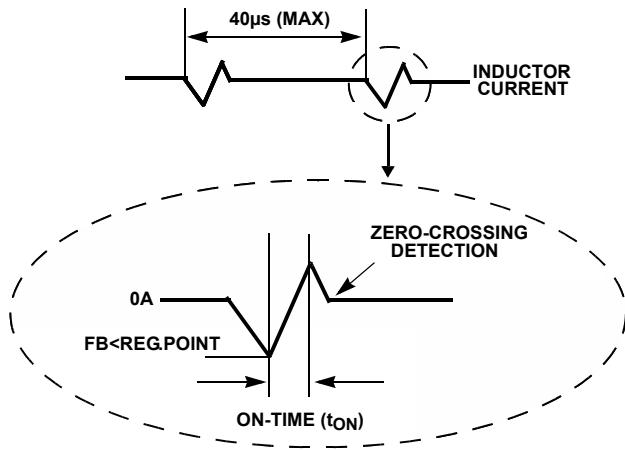 40µs (MAX)
INDUCTOR
CURRENT
ZERO-CROSSING
DETECTION
0A
FB<REG.POINT
ON-TIME (tON)